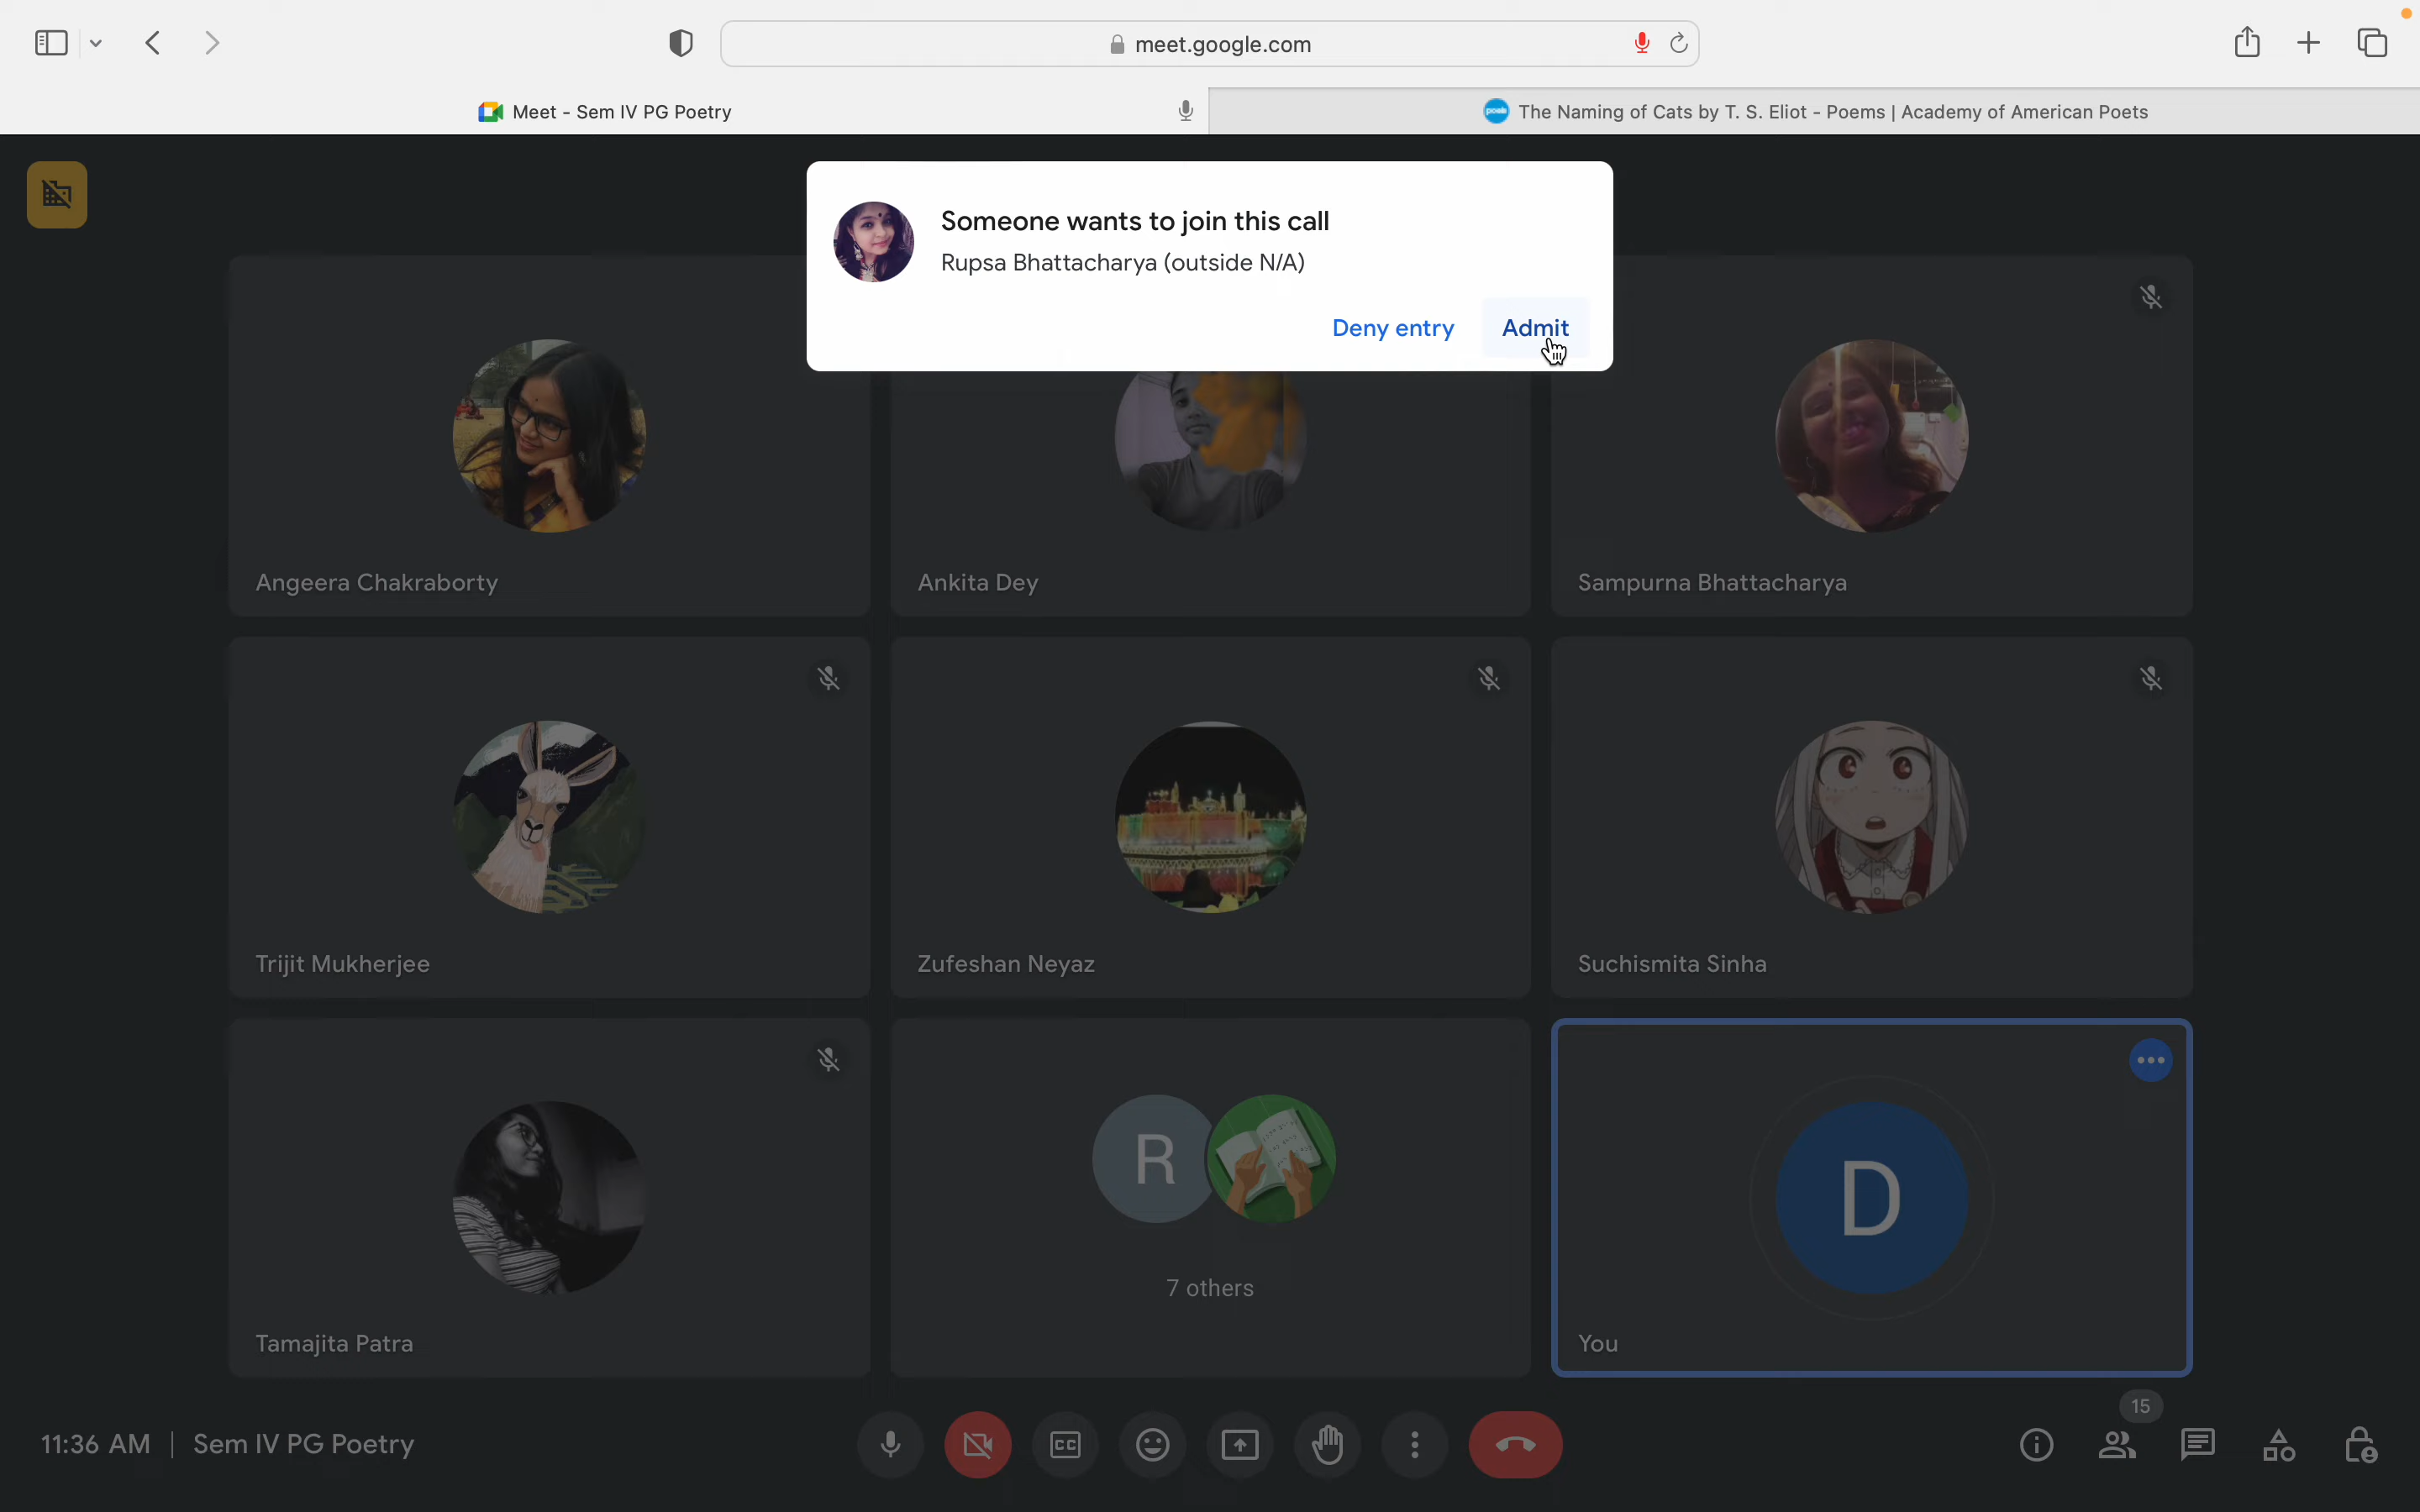 meet.google.com
Meet - Sem IV PG Poetry
The Naming of Cats by T. S. Eliot - Poems | Academy of American Poets
Someone wants to join this call
Rupsa Bhattacharya (outside N/A)
Deny entry
Admit
Angeera Chakraborty
Ankita Dey
Sampurna Bhattacharya
Trijit Mukherjee
Zufeshan Neyaz
Suchismita Sinha
R
7 others
D
Tamajita Patra
You
11:36 AM | Sem IV PG Poetry
CC
15